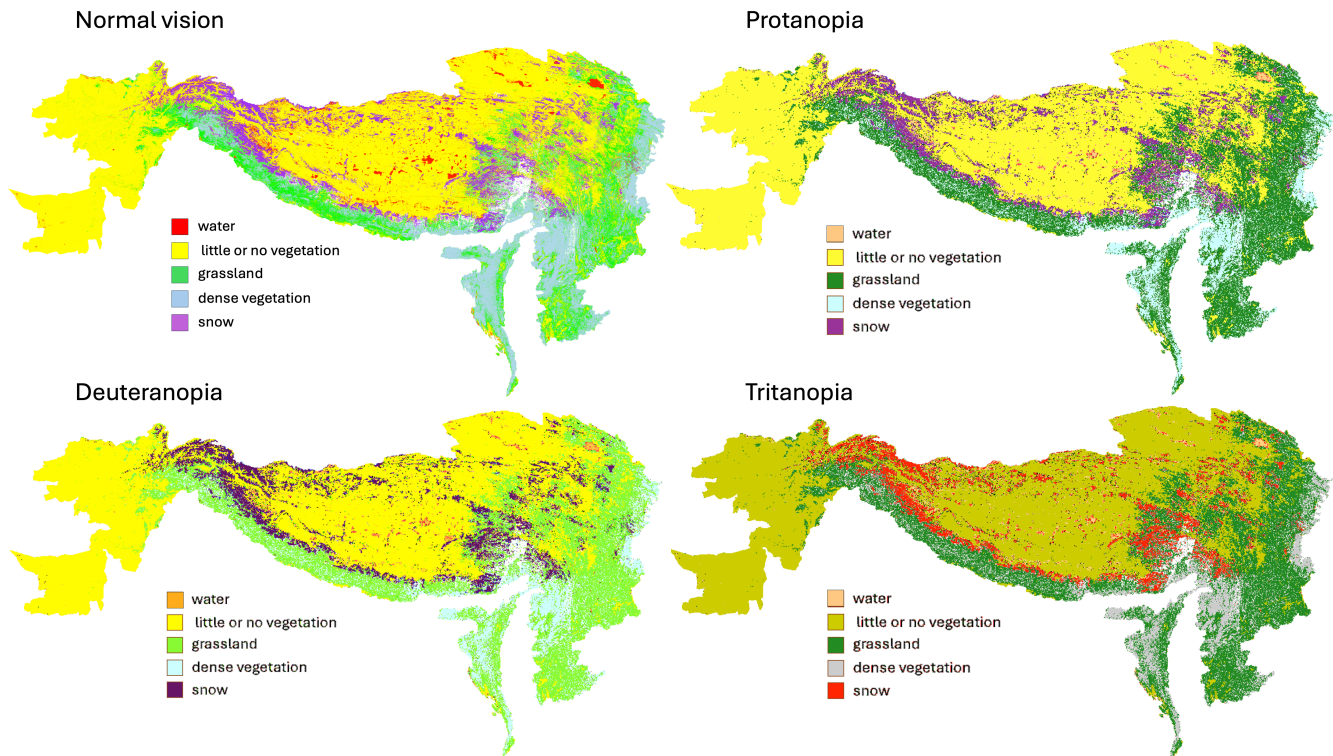 Normal vision
water
little or no vegetation
grassland
dense vegetation
snow
Protanopia
water
little or no vegetation
grassland
dense vegetation
snow
Deuteranopia
water
little or no vegetation
grassland
dense vegetation
snow
Tritanopia
water
little or no vegetation
grassland
dense vegetation
snow